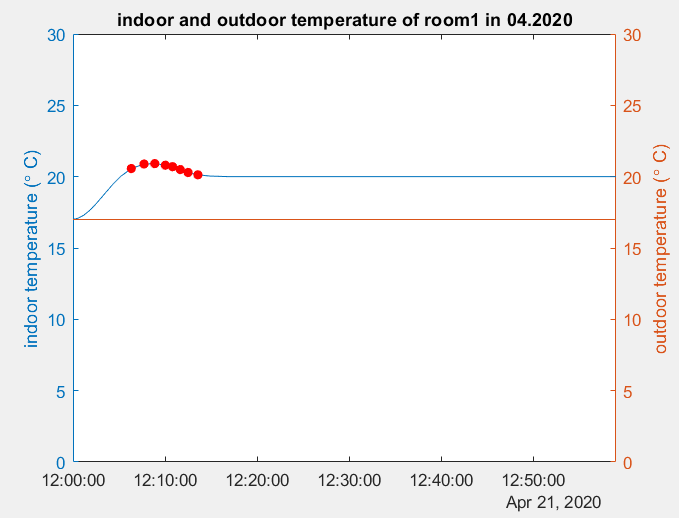 indoor and outdoor temperature of room1 in 04.2020
30
25
20
15
10
5
0
indoor temperature (° C)
30
25
20
15
10
5
0
outdoor temperature (° C)
12:00:00 12:10:00 12:20:00 12:30:00 12:40:00 12:50:00
Apr 21, 2020